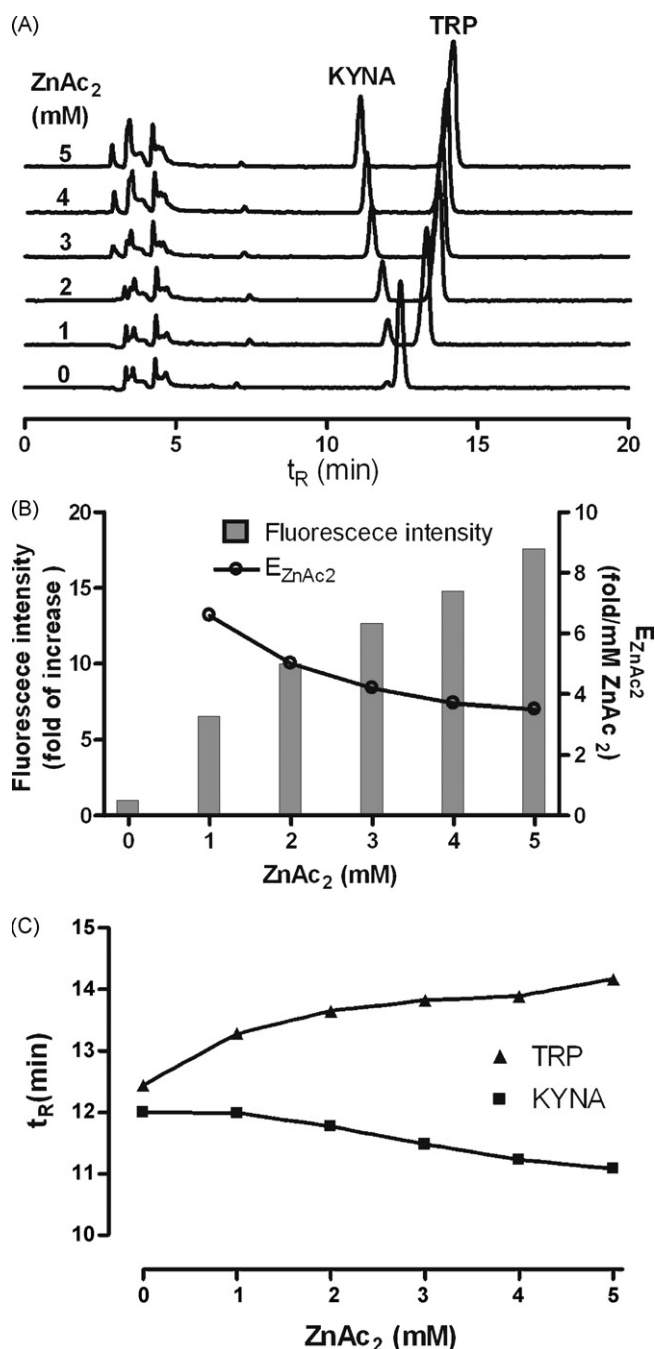 (A)
TRP
KYNA
ZnAc2
(mM)
5
4
3
2
1
0
0 5 10 15 20
tR (min)
(B)
20 10
Fluorescece intensity
EZnAc2
15 8
10 6
5 4
2
0 0
Fluorescece intensity
(fold of increase)
EZnAc2
(fold/mM ZnAc2)
0 1 2 3 4 5
ZnAc2 (mM)
(C)
15
14
13
12
11
10
tR(min)
TRP
KYNA
0 1 2 3 4 5
ZnAc2 (mM)